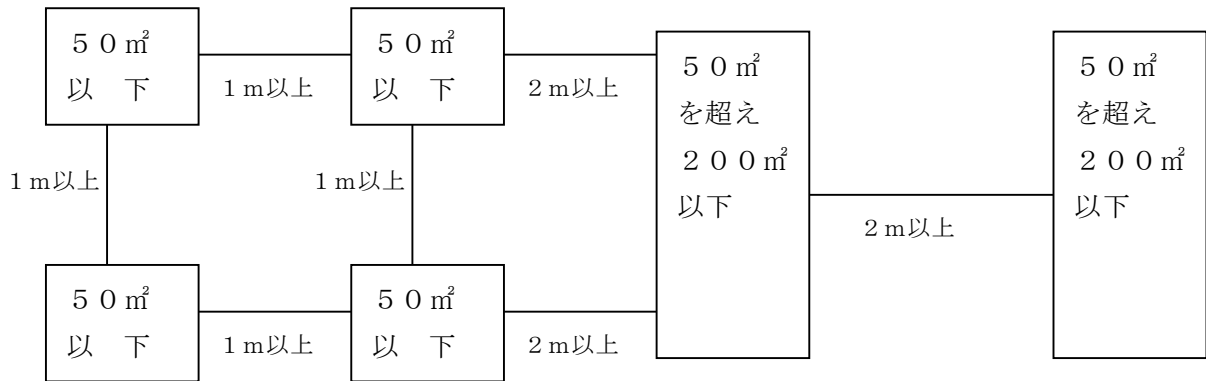 ５０㎡
以　下
１ｍ以上
５０㎡
以　下
２ｍ以上
５０㎡
を超え
２００㎡
以下
５０㎡
を超え
２００㎡
以下
１ｍ以上
１ｍ以上
２ｍ以上
５０㎡
以　下
１ｍ以上
５０㎡
以　下
２ｍ以上